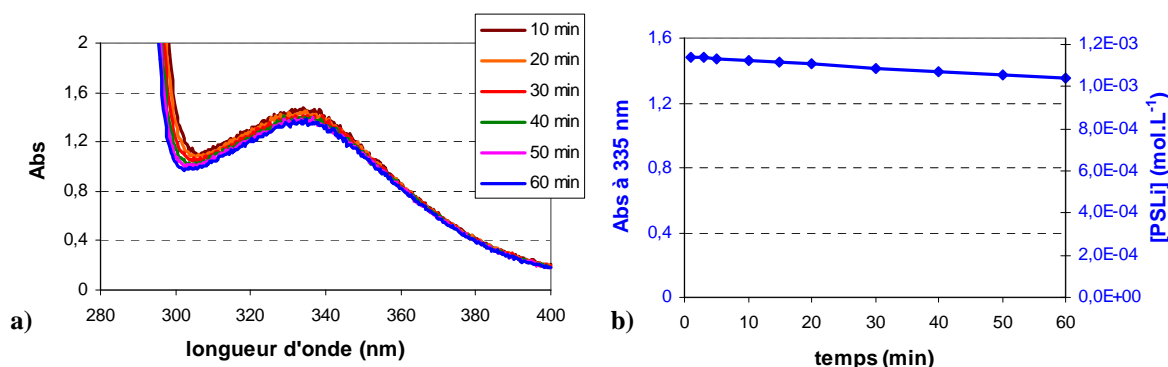 10 min
20 min
30 min
40 min
50 min
60 min
2
1,6
1,2
0,8
0,4
0
Abs
280 300 320 340 360 380 400
longueur d'onde (nm)
a)
1,6
1,2
0,8
0,4
0
Abs à 335 nm
1,2E-03
1,0E-03
8,0E-04
6,0E-04
4,0E-04
2,0E-04
0,0E+00
[PSLi] (mol.L-1)
0 10 20 30 40 50 60
temps (min)
b)